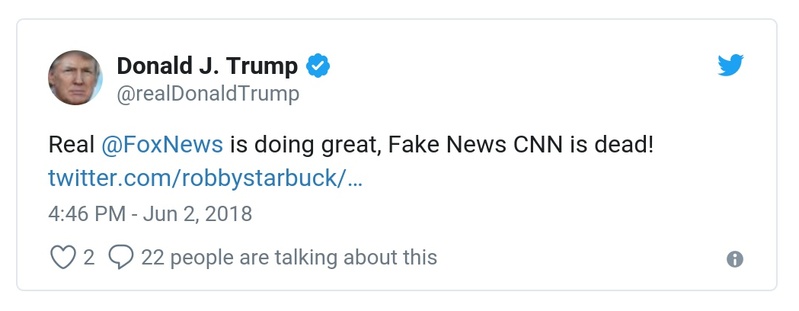 Donald J. Trump
@realDonaldTrump
Real @FoxNews is doing great, Fake News CNN is dead!
twitter.com/robbystarbuck/…
4:46 PM - Jun 2, 2018
2 22 people are talking about this